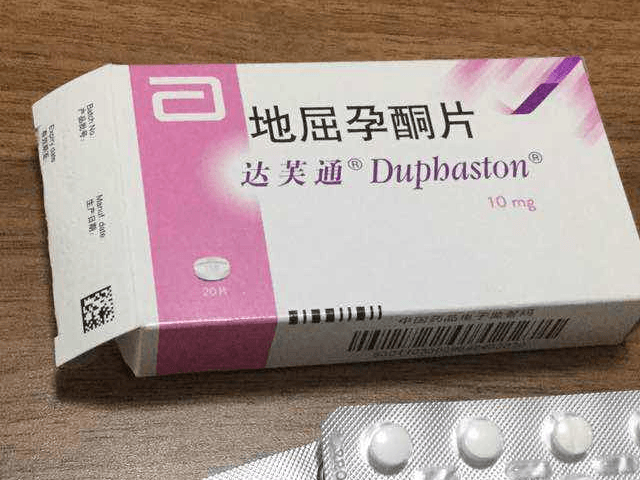 地屈孕酮片
达芙通® Duphaston®
10 mg
20片
Batch No.
产品批号:
Expiry date
有效期至:
Manuf. date
生产日期:
中国药品电子监管码